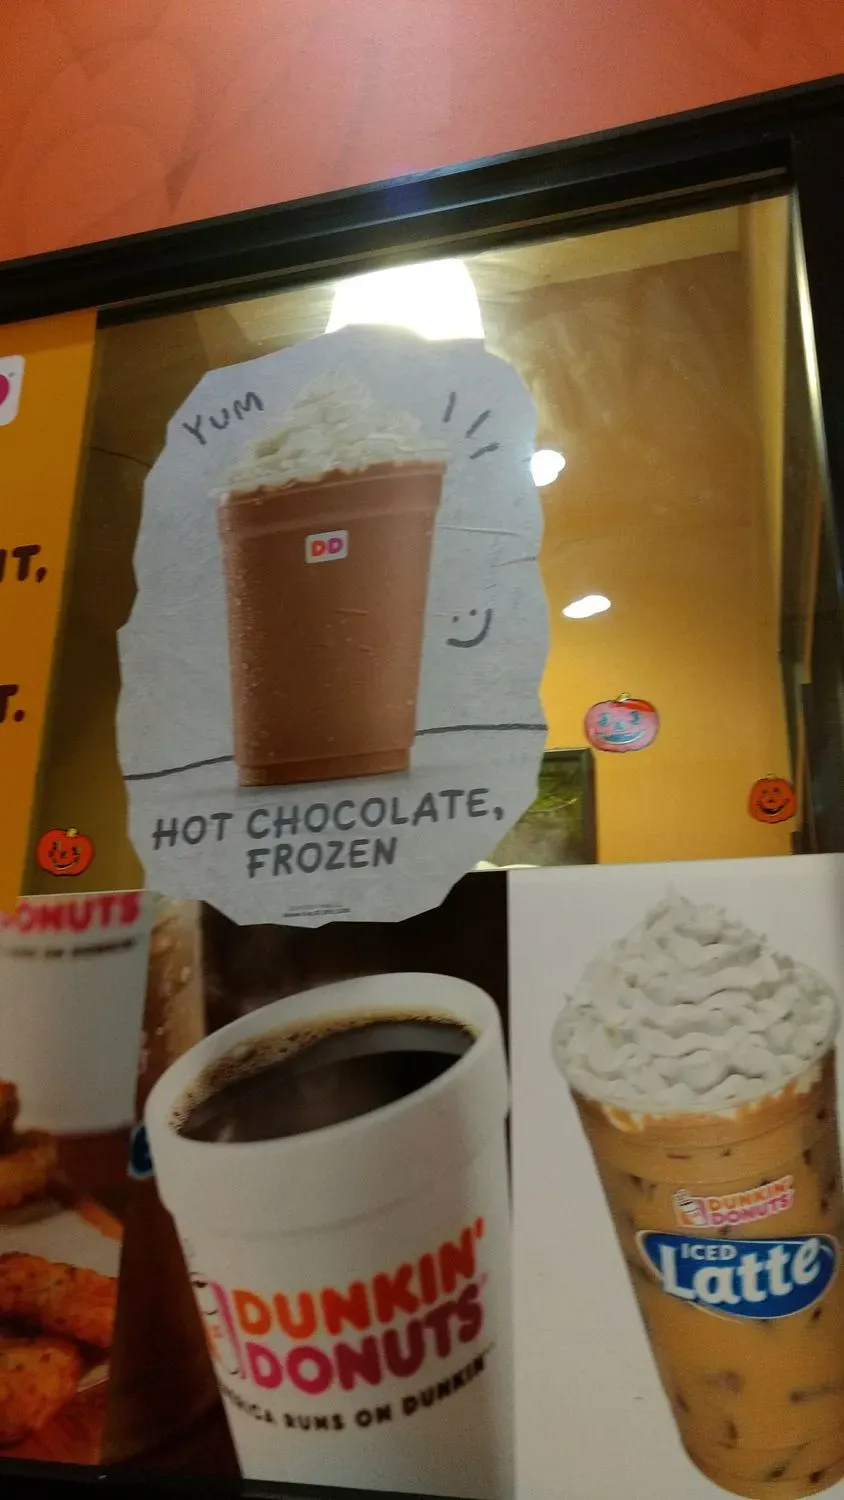 YUM
DD
HOT CHOCOLATE,
FROZEN
DUNKIN'
DONUTS
RUNS ON DUNKIN'
DUNKIN'
DONUTS
ICED
Latte